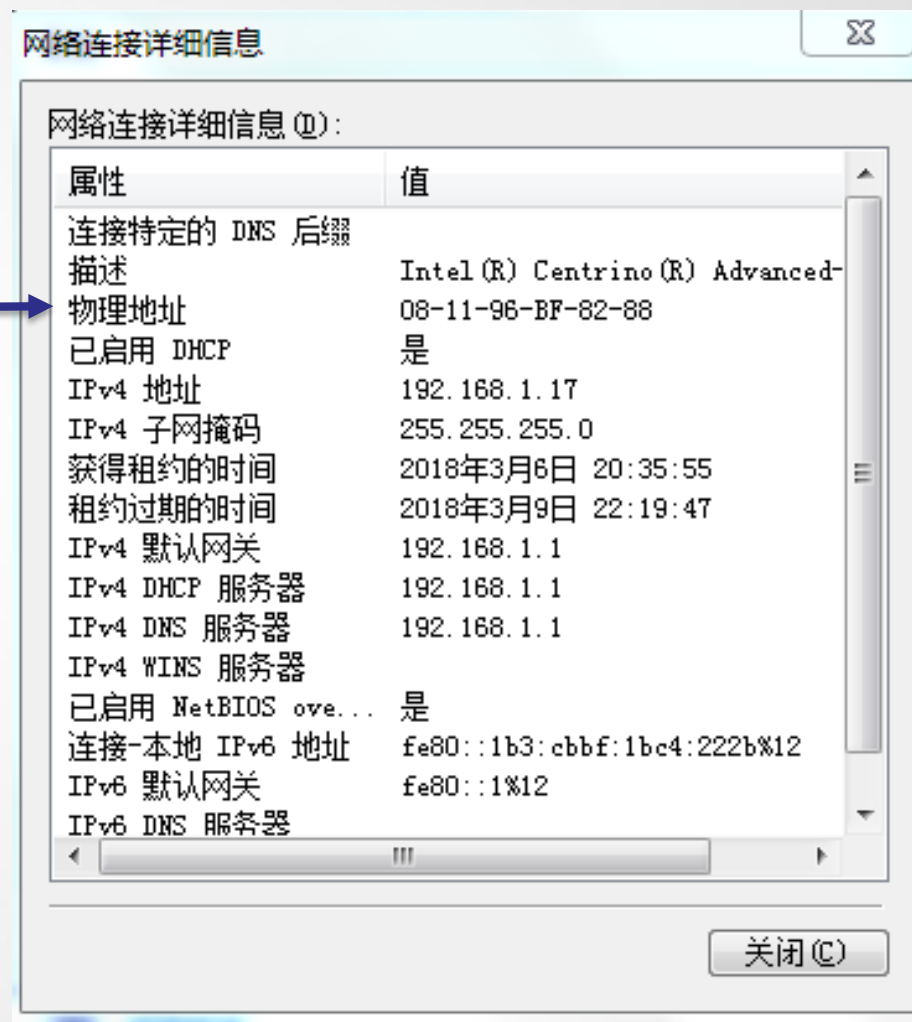 网络连接详细信息
网络连接详细信息(D):
属性 值
连接特定的 DNS 后缀
描述 Intel(R) Centrino(R) Advanced-
物理地址 08-11-96-BF-82-88
已启用 DHCP 是
IPv4 地址 192.168.1.17
IPv4 子网掩码 255.255.255.0
获得租约的时间 2018年3月6日 20:35:55
租约过期的时间 2018年3月9日 22:19:47
IPv4 默认网关 192.168.1.1
IPv4 DHCP 服务器 192.168.1.1
IPv4 DNS 服务器 192.168.1.1
IPv4 WINS 服务器
已启用 NetBIOS ove... 是
连接-本地 IPv6 地址 fe80::1b3:cbbf:1bc4:222b%12
IPv6 默认网关 fe80::1%12
IPv6 DNS 服务器
关闭(C)